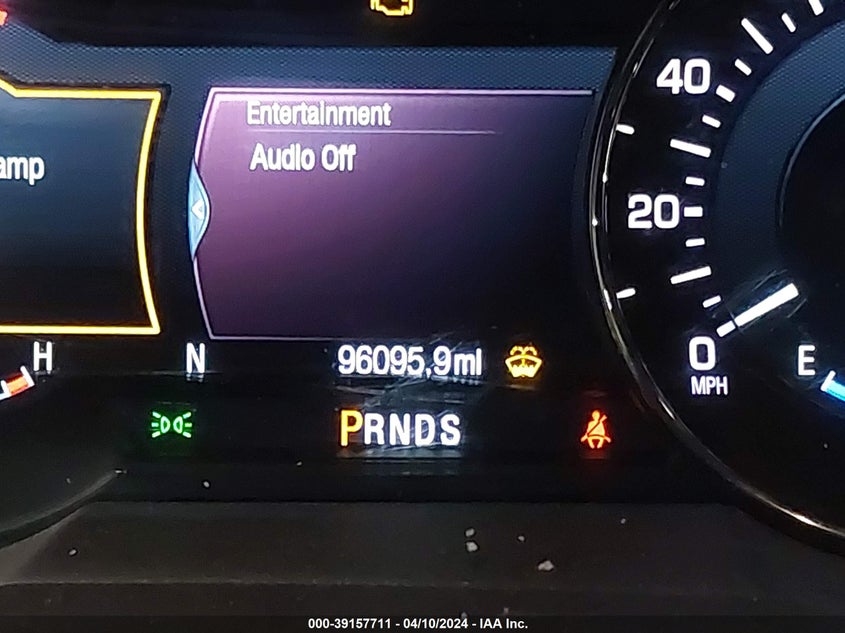 Entertainment
Audio Off
amp
40
20
0
MPH
H
N
96095.9mi
E
PRNDS
000-39157711 - 04/10/2024 - IAA Inc.